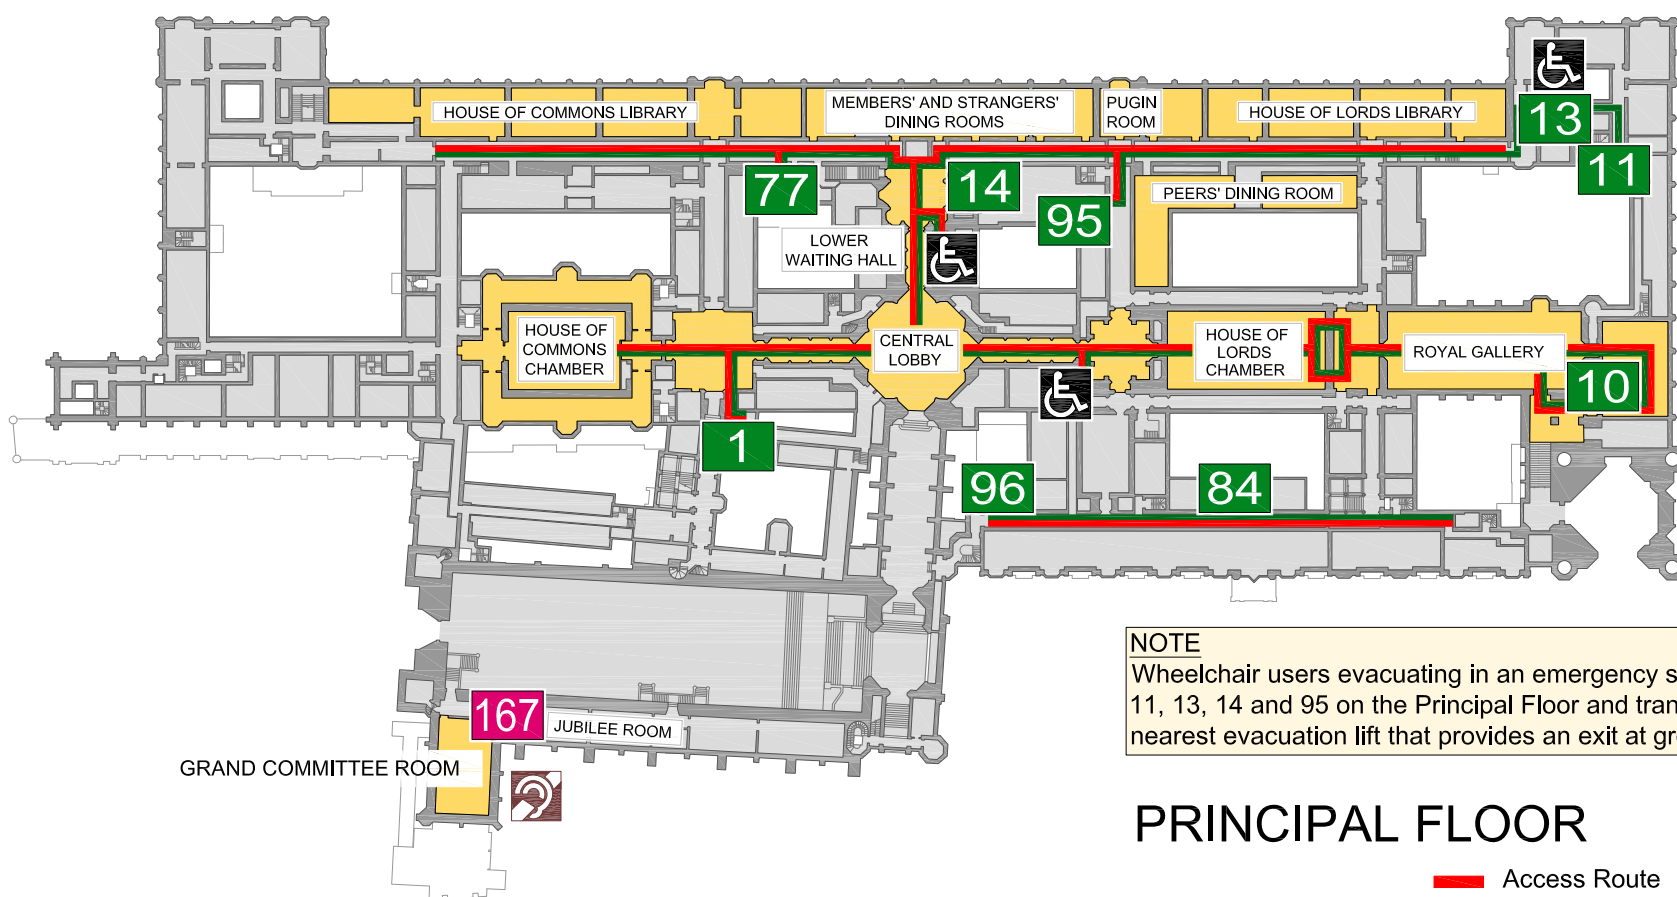 HOUSE OF COMMONS LIBRARY
MEMBERS' AND STRANGERS'
DINING ROOMS
PUGIN
ROOM
HOUSE OF LORDS LIBRARY
13
11
77
14
95
PEERS' DINING ROOM
LOWER
WAITING HALL
HOUSE OF
COMMONS
CHAMBER
CENTRAL
LOBBY
HOUSE OF
LORDS
CHAMBER
ROYAL GALLERY
10
1
96
84
NOTE
Wheelchair users evacuating in an emergency
11, 13, 14 and 95 on the Principal Floor and
nearest evacuation lift that provides an exit at
167
JUBILEE ROOM
GRAND COMMITTEE ROOM
PRINCIPAL FLOOR
Access Route